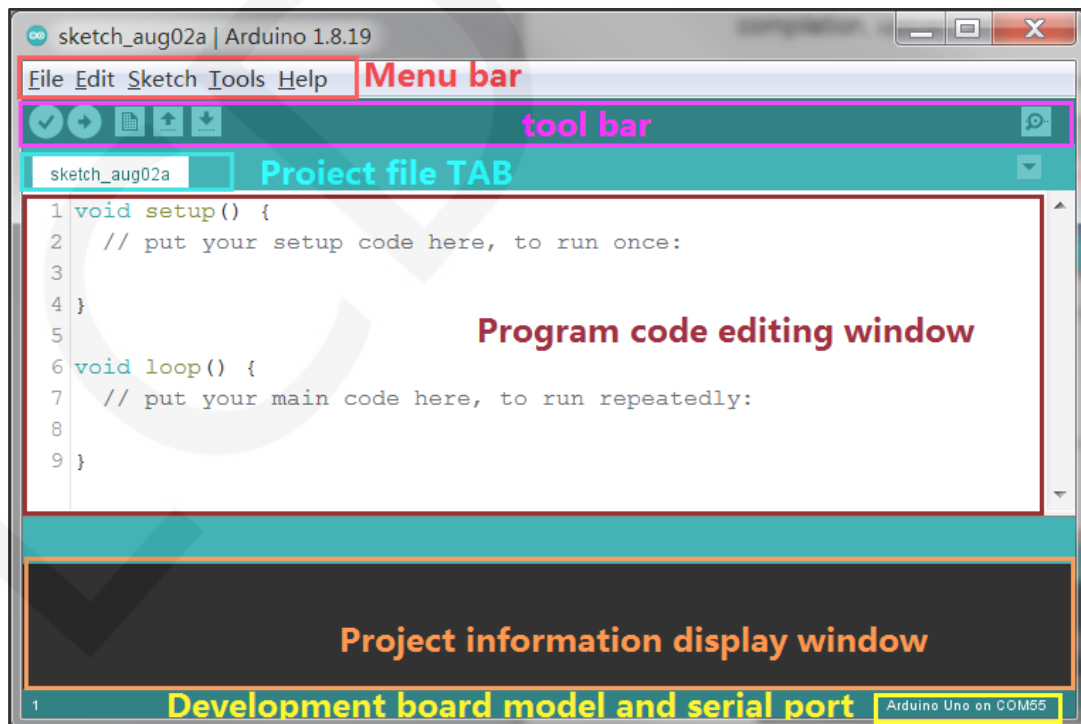 sketch_aug02a | Arduino 1.8.19
File Edit Sketch Tools Help Menu bar
tool bar
sketch_aug02a Proiect file TAB
1 void setup() {
2 // put your setup code here, to run once:
3
4 }
5
Program code editing window
6 void loop() {
7 // put your main code here, to run repeatedly:
8
9 }
Project information display window
1 Development board model and serial port Arduino Uno on COM55